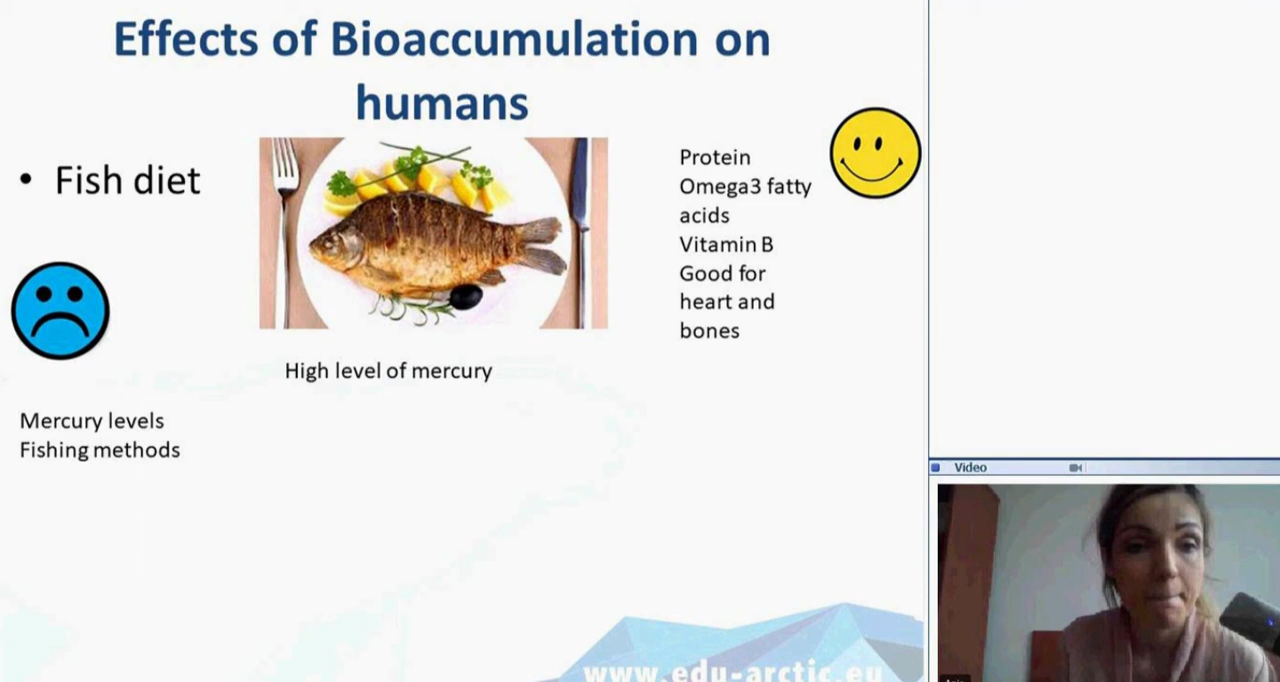 Effects of Bioaccumulation on
humans
• Fish diet
Protein
Omega3 fatty
acids
Vitamin B
Good for
heart and
bones
High level of mercury
Mercury levels
Fishing methods
www.edu-arctic.eu
Video